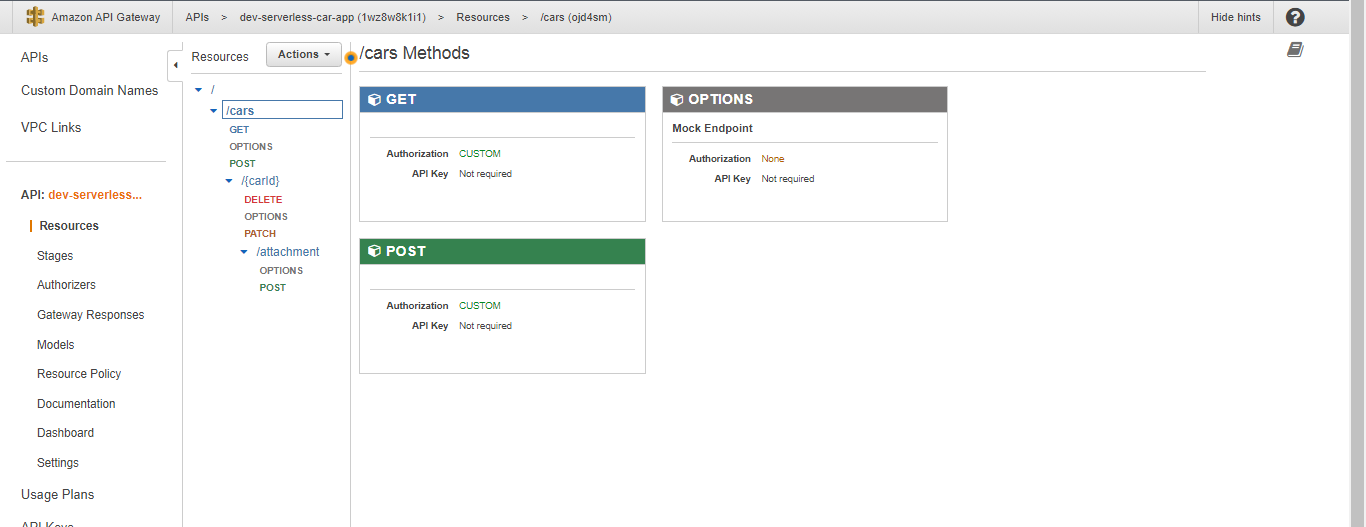 Amazon API Gateway APIs > dev-serverless-car-app (1wz8w8k1i1) > Resources > /cars (ojd4sm) Hide hints ?
APIs
Custom Domain Names
VPC Links
API: dev-serverless...
Resources
Stages
Authorizers
Gateway Responses
Models
Resource Policy
Documentation
Dashboard
Settings
Usage Plans
API Keys
Resources Actions
/
/cars
GET
OPTIONS
POST
/{carId}
DELETE
OPTIONS
PATCH
/attachment
OPTIONS
POST
/cars Methods
GET
Authorization CUSTOM
API Key Not required
OPTIONS
Mock Endpoint
Authorization None
API Key Not required
POST
Authorization CUSTOM
API Key Not required